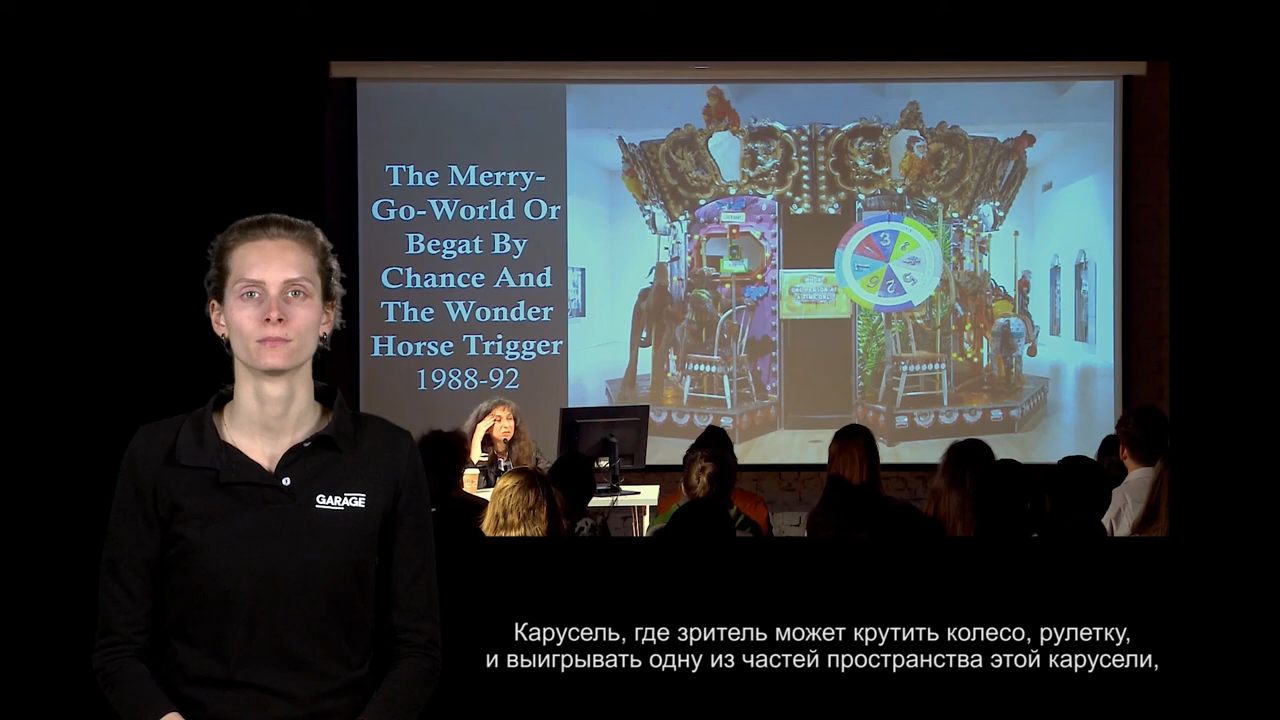 The Merry-
Go-World Or
Begat By
Chance And
The Wonder
Horse Trigger
1988-92
GARAGE
Карусель, где зритель может крутить колесо, рулетку,
и выигрывать одну из частей пространства этой карусели,